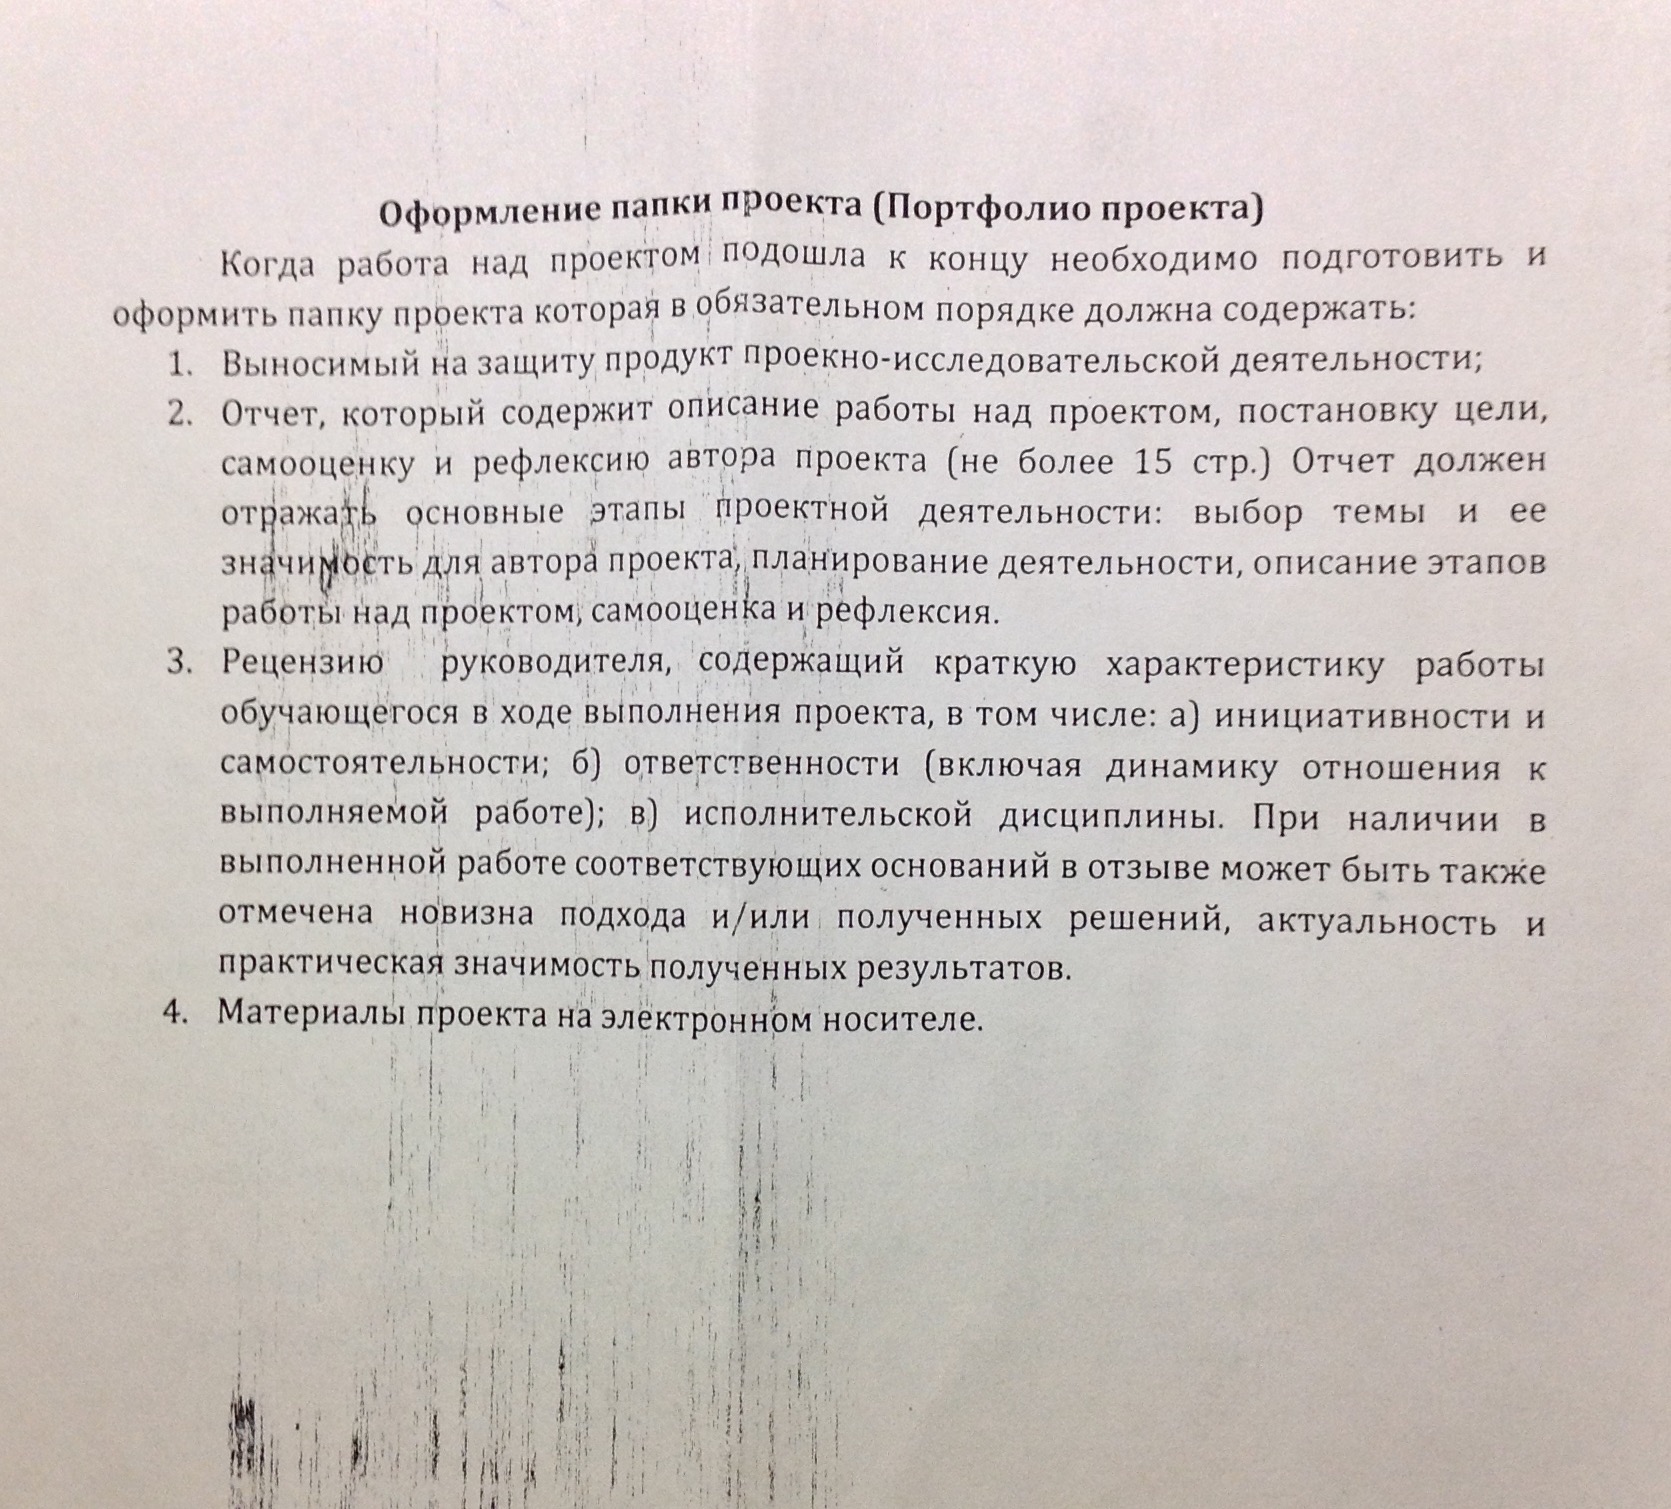 Оформление папки проекта (Портфолио проекта)
Когда работа над проектом подошла к концу необходимо подготовить и
оформить папку проекта которая в обязательном порядке должна содержать:
1. Выносимый на защиту продукт проекно-исследовательской деятельности;
2. Отчет, который содержит описание работы над проектом, постановку цели,
самооценку и рефлексию автора проекта (не более 15 стр.) Отчет должен
отражать основные этапы проектной деятельности: выбор темы и ее
значимость для автора проекта, планирование деятельности, описание этапов
работы над проектом, самооценка и рефлексия.
3. Рецензию руководителя, содержащий краткую характеристику работы
обучающегося в ходе выполнения проекта, в том числе: а) инициативности и
самостоятельности; б) ответственности (включая динамику отношения к
выполняемой работе); в) исполнительской дисциплины. При наличии в
выполненной работе соответствующих оснований в отзыве может быть также
отмечена новизна подхода и/или полученных решений, актуальность и
практическая значимость полученных результатов.
4. Материалы проекта на электронном носителе.